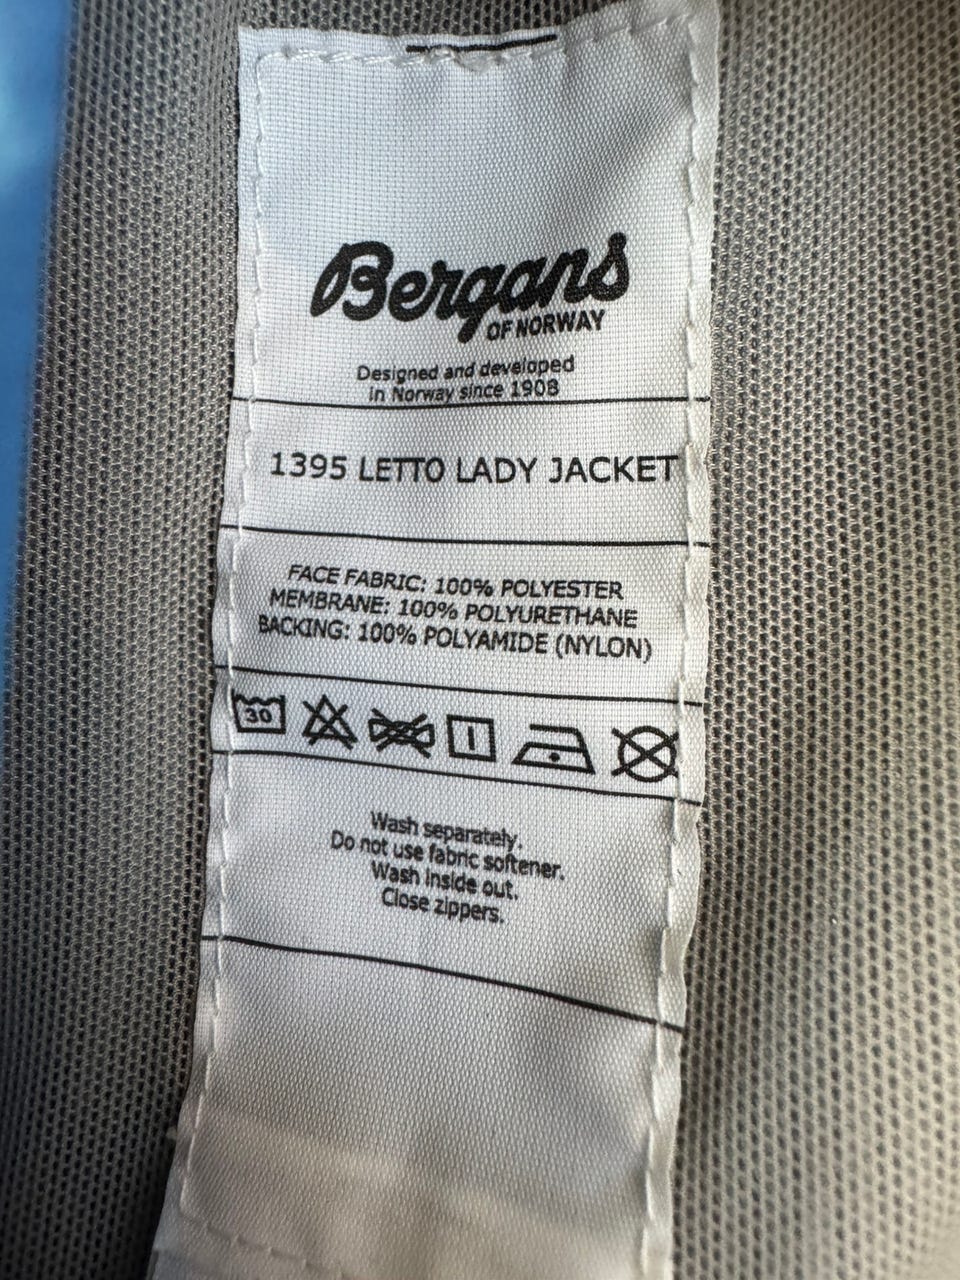 Bergans
OF NORWAY
Designed and developed
in Norway since 1908
1395 LETTO LADY JACKET
FACE FABRIC: 100% POLYESTER
MEMBRANE: 100% POLYURETHANE
BACKING: 100% POLYAMIDE (NYLON)
30
Wash separately.
Do not use fabric softener.
Wash inside out.
Close zippers.